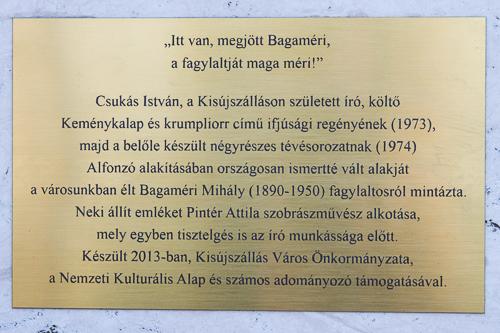 „Itt van, megjött Bagaméri,
a fagylaltját maga méri!”
Csukás István, a Kisújszálláson született író, költő
Keménykalap és krumpliorr című ifjúsági regényének (1973),
majd a belőle készült négyrészes tévésorozatnak (1974)
Alfonzó alakításában országosan ismertté vált alakját
a városunkban élt Bagaméri Mihály (1890-1950) fagylaltosról mintázta.
Neki állít emléket Pintér Attila szobrászművész alkotása,
mely egyben tisztelgés is az író munkássága előtt.
Készült 2013-ban, Kisújszállás Város Önkormányzata,
a Nemzeti Kulturális Alap és számos adományozó támogatásával.